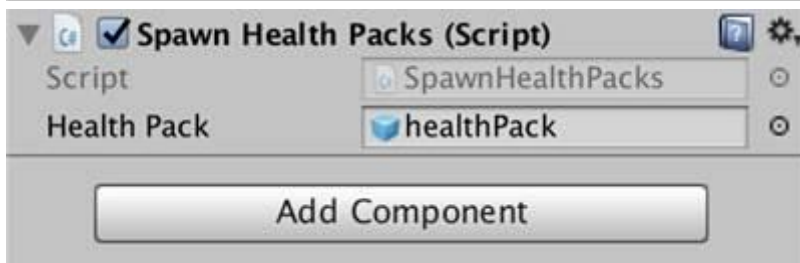 Spawn Health Packs (Script)
Script SpawnHealthPacks
Health Pack healthPack
Add Component